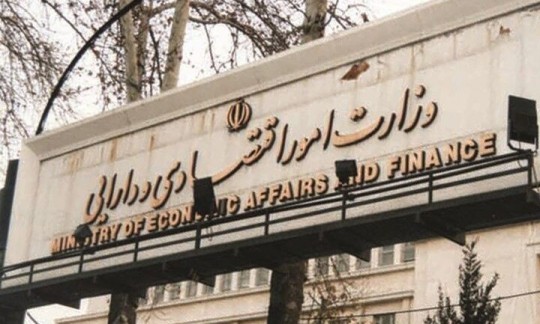 وزارت امور اقتصادی و دارایی
MINISTRY OF ECONOMIC AFFAIRS AND FINANCE